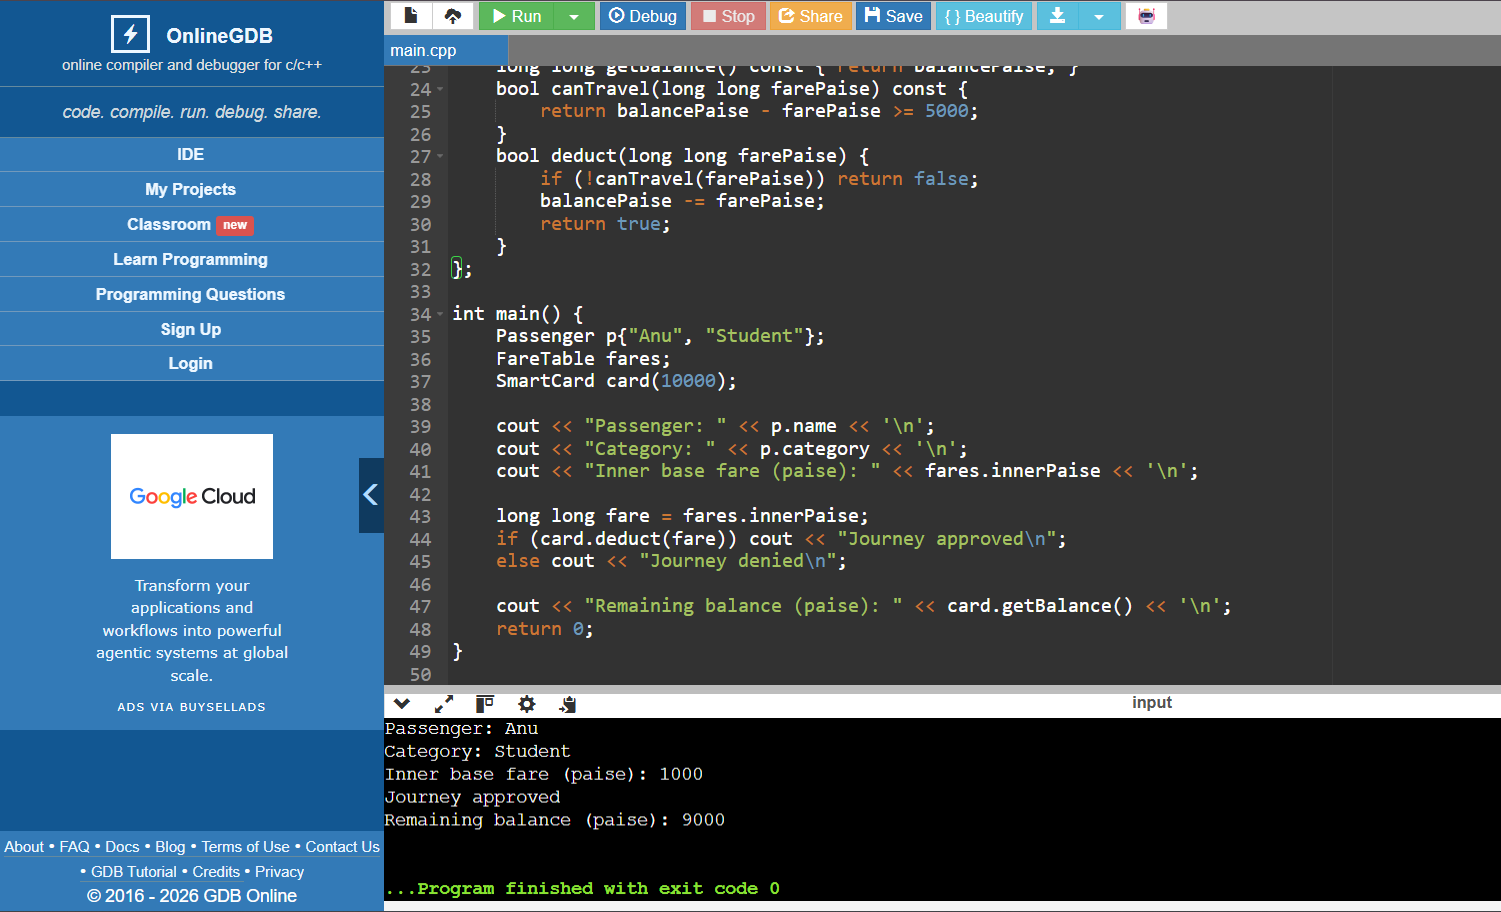 OnlineGDB
online compiler and debugger for c/c++
code. compile. run. debug. share.
IDE
My Projects
Classroom new
Learn Programming
Programming Questions
Sign Up
Login
Google Cloud
Transform your
applications and
workflows into powerful
agentic systems at global
scale.
ADS VIA BUYSELLADS
About • FAQ • Docs • Blog • Terms of Use • Contact Us
• GDB Tutorial • Credits • Privacy
© 2016 - 2026 GDB Online
Run Debug Stop Share Save { } Beautify
main.cpp
23     long long getBalance() const { return balancePaise; }
24     bool canTravel(long long farePaise) const {
25         return balancePaise - farePaise >= 5000;
26     }
27     bool deduct(long long farePaise) {
28         if (!canTravel(farePaise)) return false;
29         balancePaise -= farePaise;
30         return true;
31     }
32 };
33
34 int main() {
35     Passenger p{"Anu", "Student"};
36     FareTable fares;
37     SmartCard card(10000);
38
39     cout << "Passenger: " << p.name << '\n';
40     cout << "Category: " << p.category << '\n';
41     cout << "Inner base fare (paise): " << fares.innerPaise << '\n';
42
43     long long fare = fares.innerPaise;
44     if (card.deduct(fare)) cout << "Journey approved\n";
45     else cout << "Journey denied\n";
46
47     cout << "Remaining balance (paise): " << card.getBalance() << '\n';
48     return 0;
49 }
50
input
Passenger: Anu
Category: Student
Inner base fare (paise): 1000
Journey approved
Remaining balance (paise): 9000
...Program finished with exit code 0